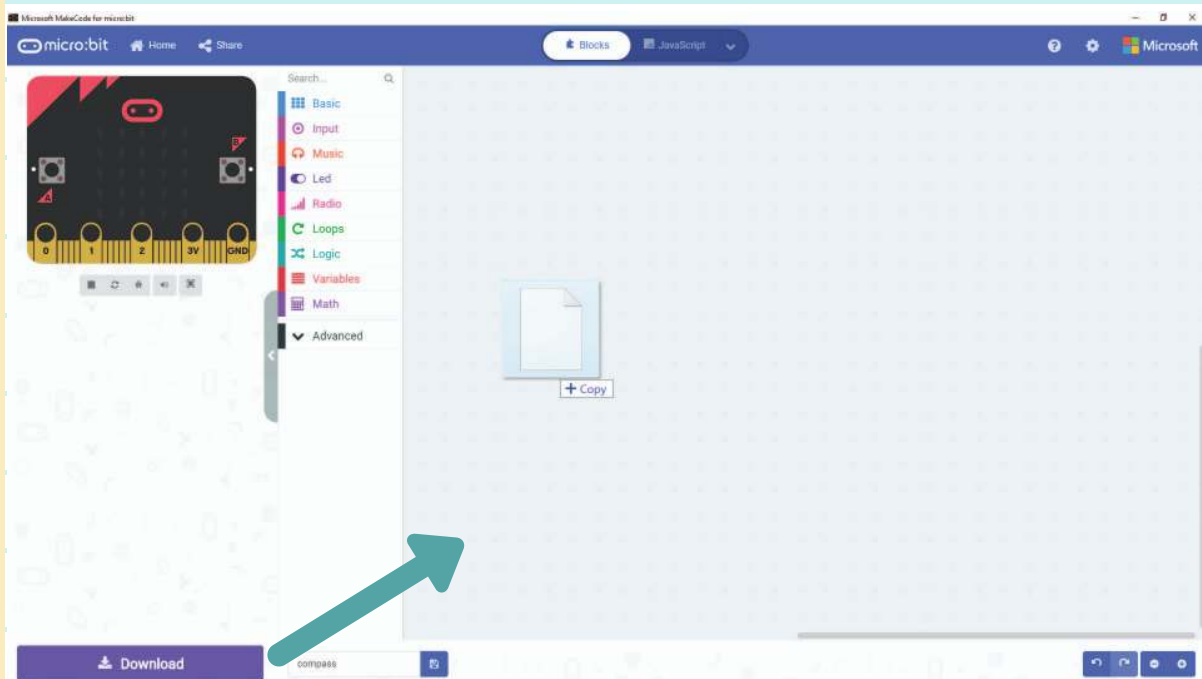 Microsoft MakeCode for micro:bit
micro:bit Home Share Blocks JavaScript Microsoft
Search...
Basic
Input
Music
Led
Radio
Loops
Logic
Variables
Math
Advanced
B
A
0 1 2 3V GND
+ Copy
Download
compass